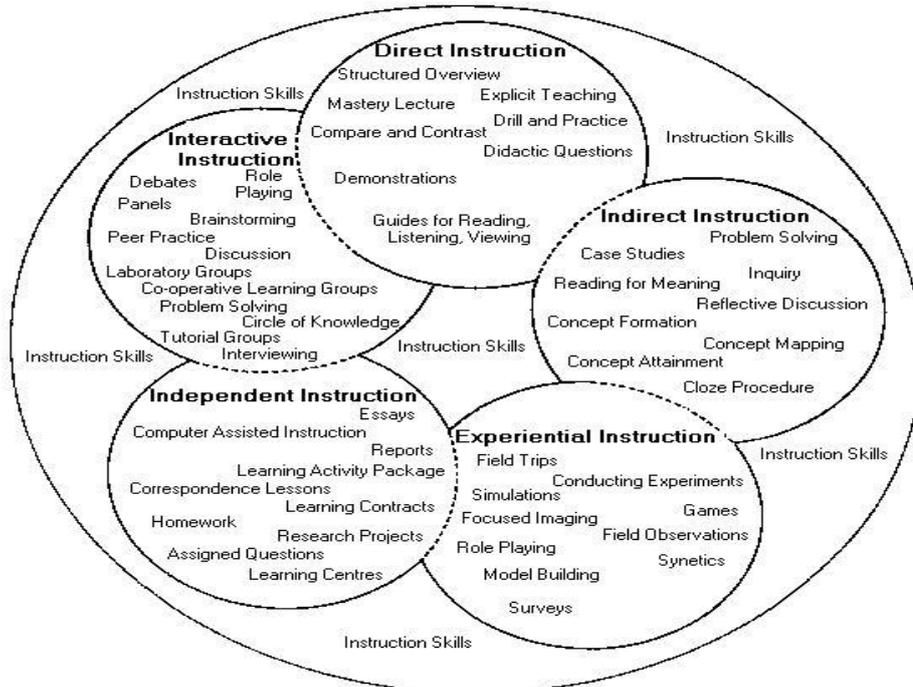 Direct Instruction
Structured Overview
Explicit Teaching
Mastery Lecture
Drill and Practice
Compare and Contrast
Didactic Questions
Demonstrations
Guides for Reading,
Listening, Viewing
Instruction Skills
Instruction Skills
Interactive
Instruction
Role
Playing
Debates
Panels
Brainstorming
Peer Practice
Discussion
Laboratory Groups
Co-operative Learning Groups
Problem Solving
Circle of Knowledge
Tutorial Groups
Interviewing
Indirect Instruction
Problem Solving
Case Studies
Inquiry
Reading for Meaning
Reflective Discussion
Concept Formation
Concept Mapping
Concept Attainment
Cloze Procedure
Instruction Skills
Instruction Skills
Independent Instruction
Essays
Computer Assisted Instruction
Reports
Learning Activity Package
Correspondence Lessons
Learning Contracts
Homework
Research Projects
Assigned Questions
Learning Centres
Experiential Instruction
Field Trips
Conducting Experiments
Simulations
Games
Focused Imaging
Field Observations
Role Playing
Synetics
Model Building
Surveys
Instruction Skills
Instruction Skills